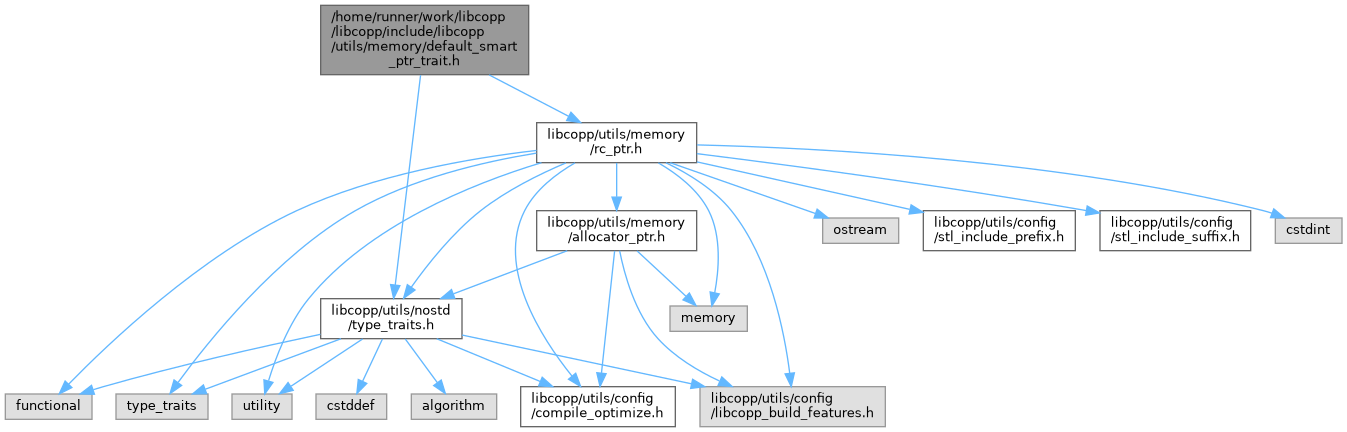 /home/runner/work/libcopp
/libcopp/include/libcopp
/utils/memory/default_smart
_ptr_trait.h
libcopp/utils/memory
/rc_ptr.h
libcopp/utils/memory
/allocator_ptr.h
ostream
libcopp/utils/config
/stl_include_prefix.h
libcopp/utils/config
/stl_include_suffix.h
cstdint
libcopp/utils/nostd
/type_traits.h
memory
functional
type_traits
utility
cstddef
algorithm
libcopp/utils/config
/compile_optimize.h
libcopp/utils/config
/libcopp_build_features.h